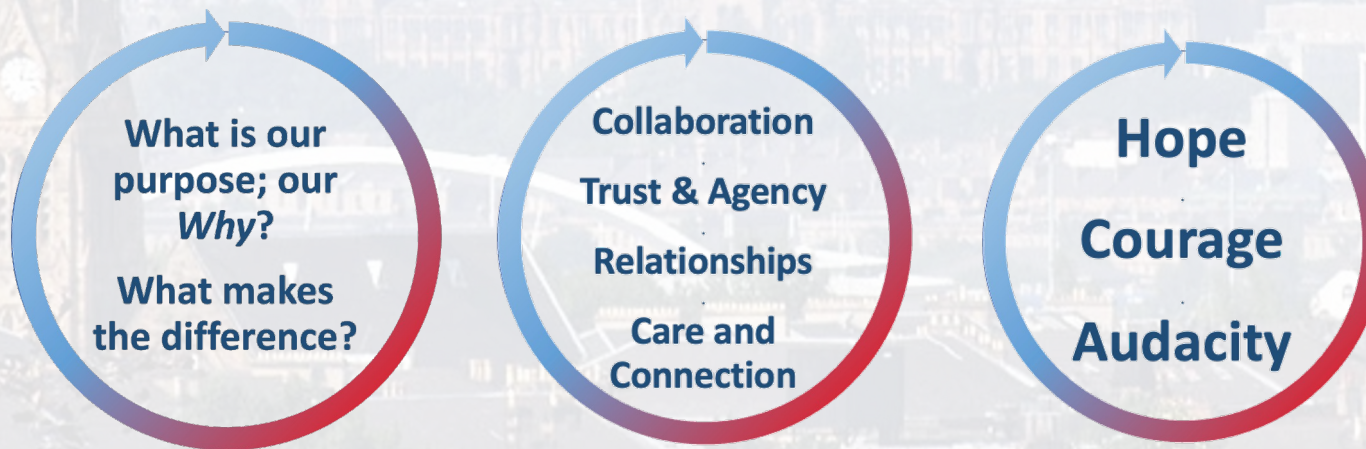 What is our
purpose; our
Why?
What makes
the difference?
Collaboration
.
Trust & Agency
.
Relationships
.
Care and
Connection
Hope
.
Courage
.
Audacity